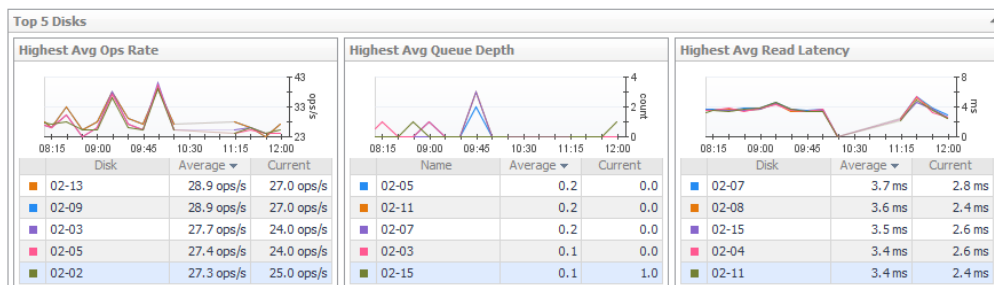 Top 5 Disks
Highest Avg Ops Rate
43
33
23
ops/s
08:15 09:00 09:45 10:30 11:15 12:00
Disk Average Current
02-13 28.9 ops/s 27.0 ops/s
02-09 28.9 ops/s 27.0 ops/s
02-03 27.7 ops/s 24.0 ops/s
02-05 27.4 ops/s 24.0 ops/s
02-02 27.3 ops/s 25.0 ops/s
Highest Avg Queue Depth
4
2
0
count
08:15 09:00 09:45 10:30 11:15 12:00
Name Average Current
02-05 0.2 0.0
02-11 0.2 0.0
02-07 0.2 0.0
02-03 0.1 0.0
02-15 0.1 1.0
Highest Avg Read Latency
8
4
0
ms
08:15 09:00 09:45 10:30 11:15 12:00
Disk Average Current
02-07 3.7 ms 2.8 ms
02-08 3.6 ms 2.4 ms
02-15 3.5 ms 2.6 ms
02-04 3.4 ms 2.6 ms
02-11 3.4 ms 2.4 ms